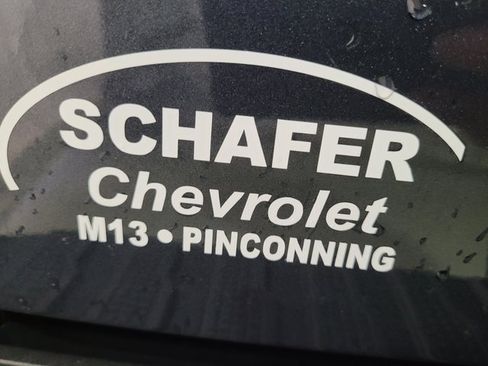 SCHAFER
Chevrolet
M13 • PINCONNING